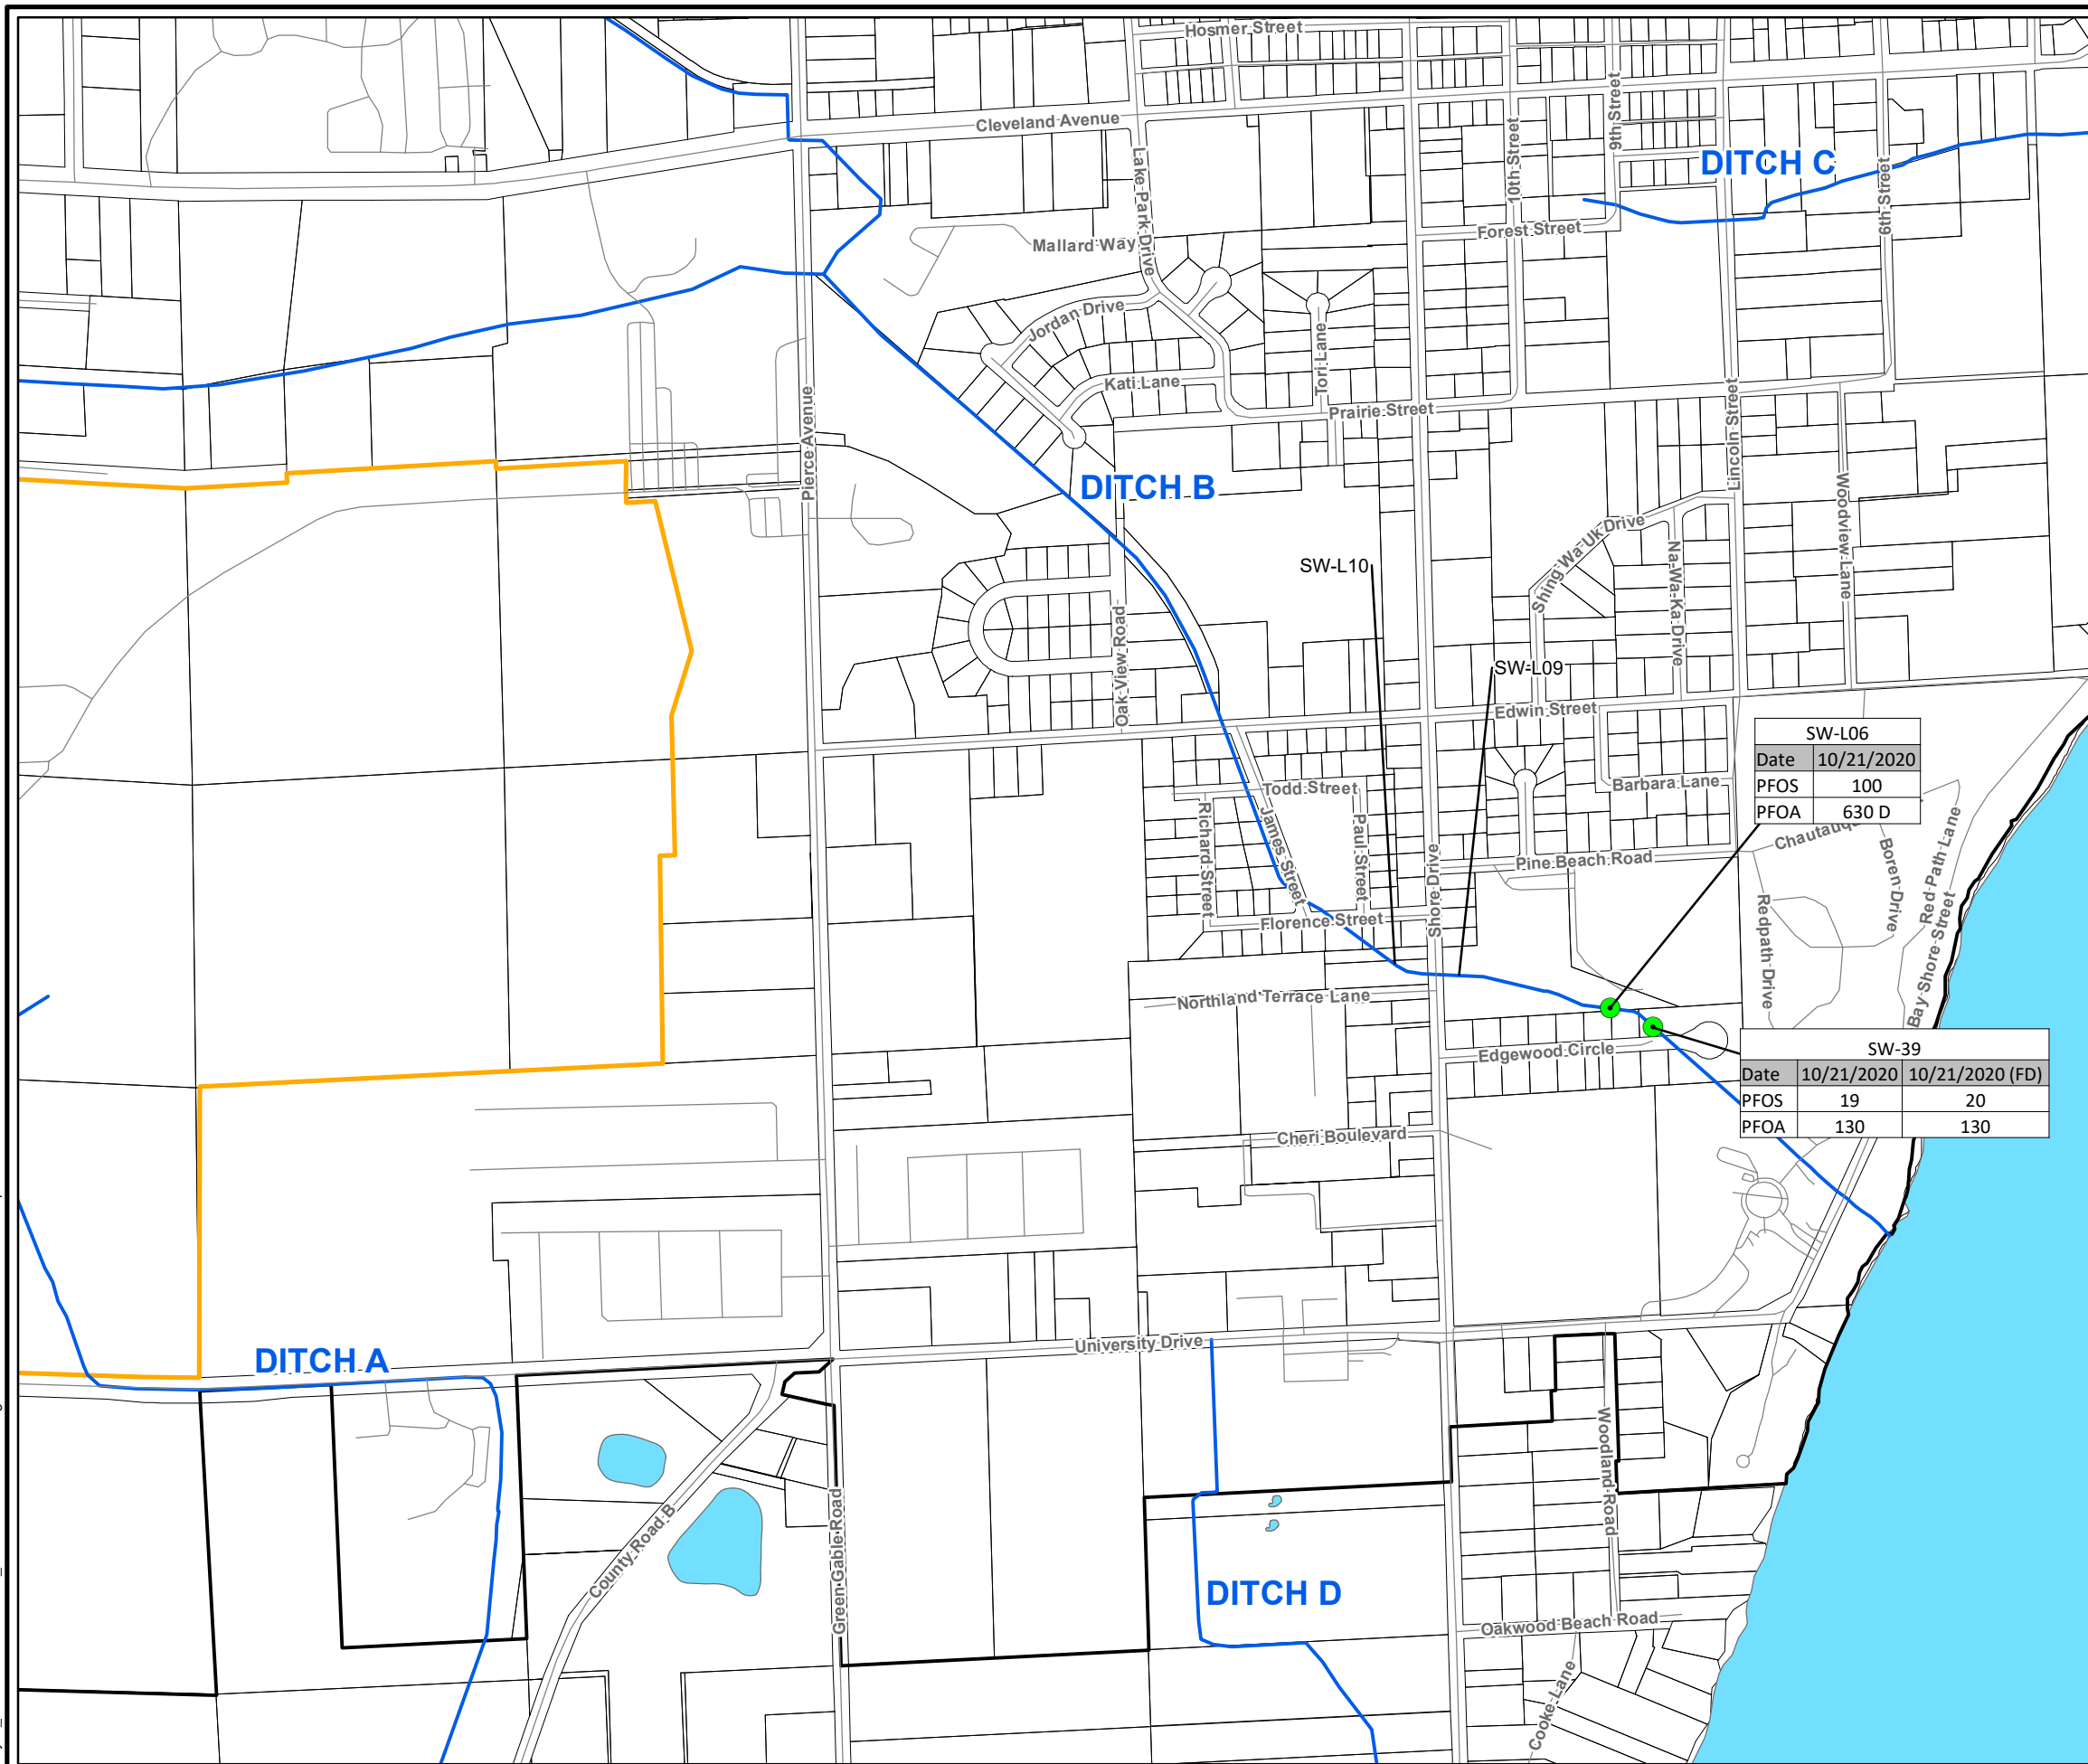 Hosmer Street
Cleveland Avenue
Lake Park Drive
10th Street
9th Street
DITCH C
6th Street
Forest Street
Mallard Way
Jordan Drive
Kati Lane
Tori Lane
Prairie Street
Pierce Avenue
Lincoln Street
DITCH B
Woodview Lane
Shing Wa Uk Drive
Na-Wa-Ka Drive
SW-L10
Oak View Road
SW-L09
Edwin Street
SW-L06
Date 10/21/2020
PFOS 100
PFOA 630 D
Todd Street
Barbara Lane
Richard Street
James Street
Paul Street
Shore Drive
Pine Beach Road
Boren Drive
Red Path Lane
Florence Street
Redpath Drive
Bay Shore Street
Northland Terrace Lane
Edgewood Circle
SW-39
Date 10/21/2020 10/21/2020 (FD)
PFOS 19 20
PFOA 130 130
Cheri Boulevard
University Drive
DITCH A
Woodland Road
County Road B
Green Gable Road
DITCH D
Oakwood Beach Road
Cooke Lane